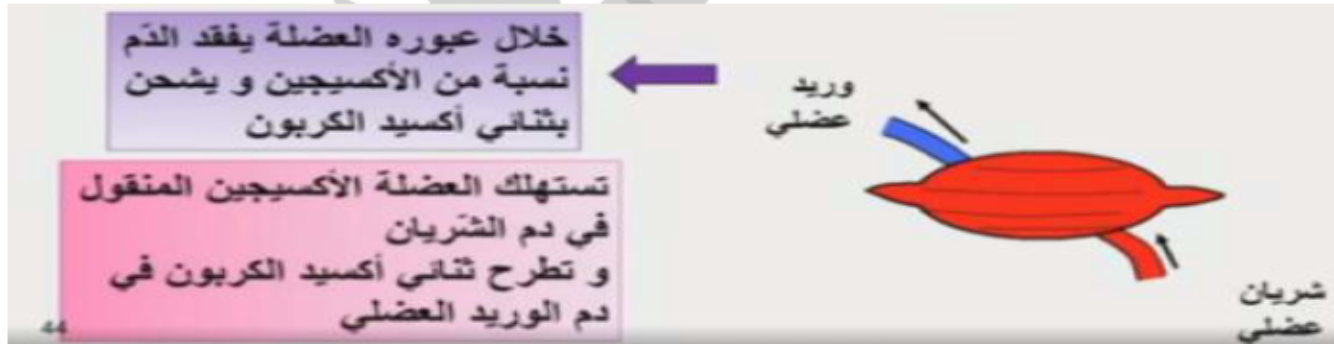 خلال عبوره العضلة يفقد الدّم
نسبة من الأكسيجين و يشحن
بثنائي أكسيد الكربون
وريد
عضلي
تستهلك العضلة الأكسيجين المنقول
في دم الشّريان
و تطرح ثنائي أكسيد الكربون في
دم الوريد العضلي
شريان
عضلي
44